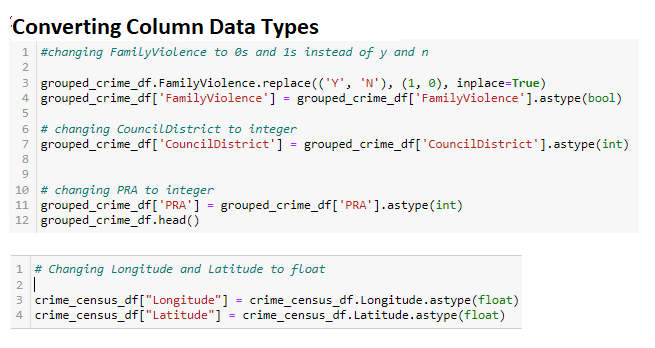 Converting Column Data Types
1 #changing FamilyViolence to 0s and 1s instead of y and n
2
3 grouped_crime_df.FamilyViolence.replace(('Y', 'N'), (1, 0), inplace=True)
4 grouped_crime_df['FamilyViolence'] = grouped_crime_df['FamilyViolence'].astype(bool)
5
6 # changing CouncilDistrict to integer
7 grouped_crime_df['CouncilDistrict'] = grouped_crime_df['CouncilDistrict'].astype(int)
8
9
10 # changing PRA to integer
11 grouped_crime_df['PRA'] = grouped_crime_df['PRA'].astype(int)
12 grouped_crime_df.head()
1 # Changing Longitude and Latitude to float
2
3 crime_census_df["Longitude"] = crime_census_df.Longitude.astype(float)
4 crime_census_df["Latitude"] = crime_census_df.Latitude.astype(float)